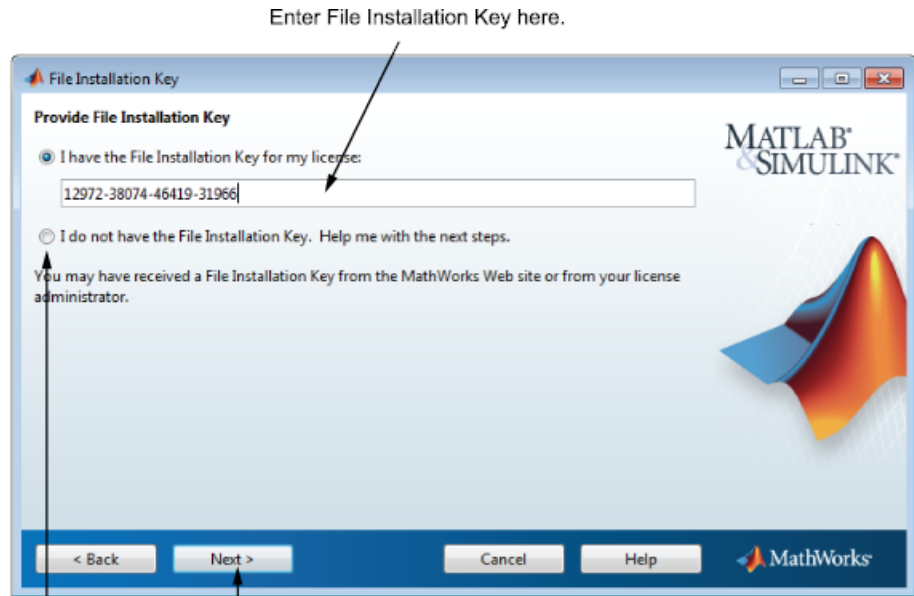 Enter File Installation Key here.
File Installation Key
Provide File Installation Key
I have the File Installation Key for my license:
12972-38074-46419-31966
I do not have the File Installation Key. Help me with the next steps.
You may have received a File Installation Key from the MathWorks Web site or from your license
administrator.
MATLAB®
&SIMULINK®
< Back
Next >
Cancel
Help
MathWorks®